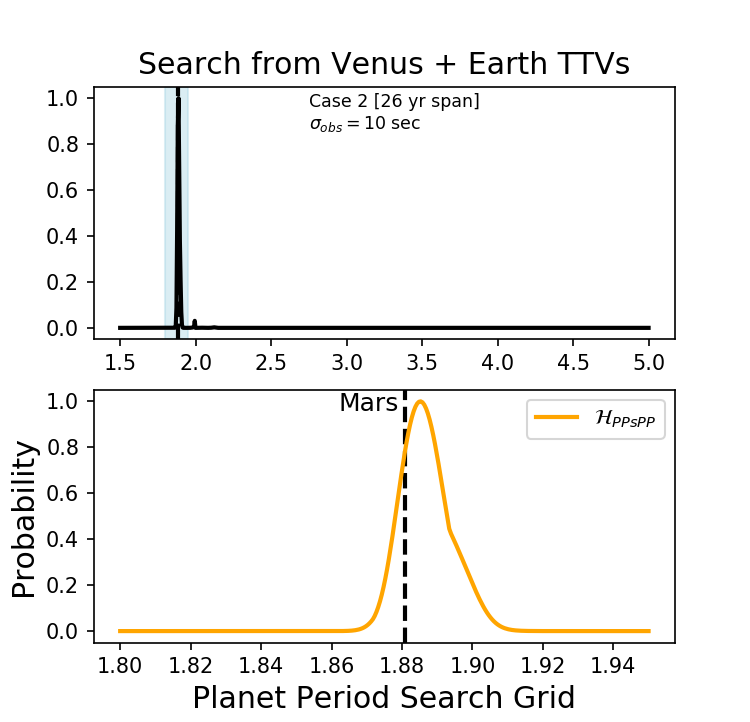 Search from Venus + Earth TTVs
Case 2 [26 yr span]
σ_obs = 10 sec
1.0
0.8
0.6
0.4
0.2
0.0
1.5 2.0 2.5 3.0 3.5 4.0 4.5 5.0
Mars
ℋ_PPsPP
1.0
0.8
0.6
0.4
0.2
0.0
Probability
1.80 1.82 1.84 1.86 1.88 1.90 1.92 1.94
Planet Period Search Grid